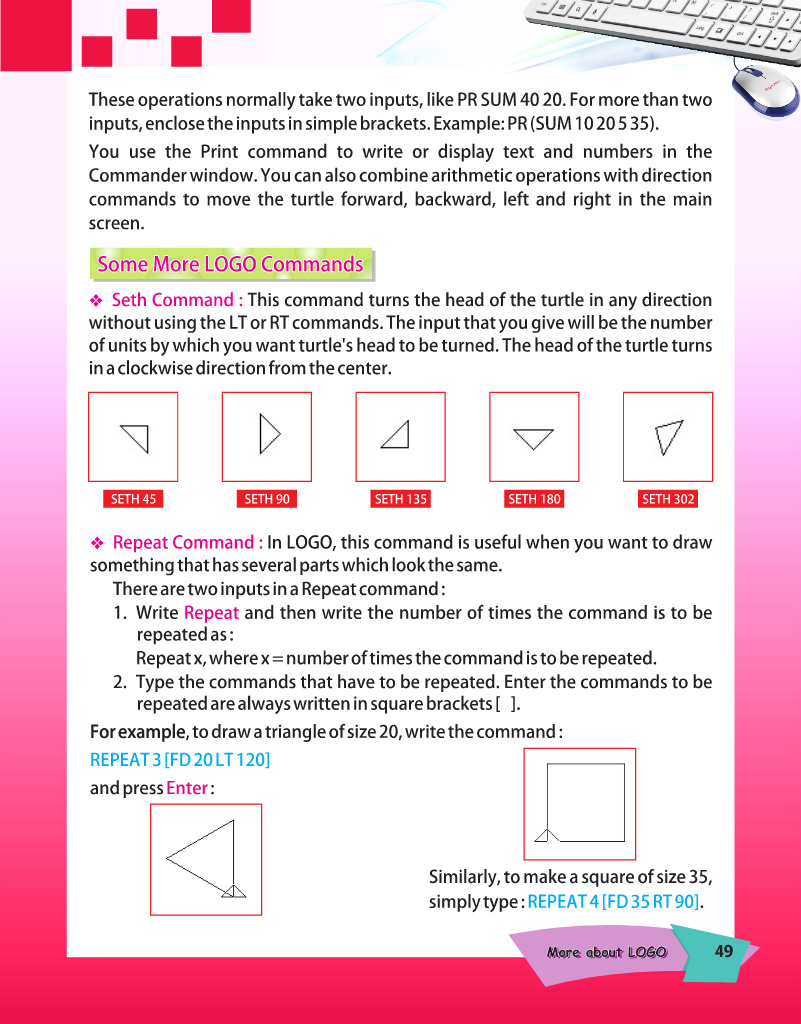 These operations normally take two inputs, like PR SUM 40 20. For more than two
inputs, enclose the inputs in simple brackets. Example: PR (SUM 10 20 5 35).
You use the Print command to write or display text and numbers in the
Commander window. You can also combine arithmetic operations with direction
commands to move the turtle forward, backward, left and right in the main
screen.
Some More LOGO Commands
❖ Seth Command : This command turns the head of the turtle in any direction
without using the LT or RT commands. The input that you give will be the number
of units by which you want turtle's head to be turned. The head of the turtle turns
in a clockwise direction from the center.
SETH 45
SETH 90
SETH 135
SETH 180
SETH 302
❖ Repeat Command : In LOGO, this command is useful when you want to draw
something that has several parts which look the same.
There are two inputs in a Repeat command :
1. Write Repeat and then write the number of times the command is to be
repeated as :
Repeat x, where x = number of times the command is to be repeated.
2. Type the commands that have to be repeated. Enter the commands to be
repeated are always written in square brackets [ ].
For example, to draw a triangle of size 20, write the command :
REPEAT 3 [FD 20 LT 120]
and press Enter :
Similarly, to make a square of size 35,
simply type : REPEAT 4 [FD 35 RT 90].
More about LOGO
49